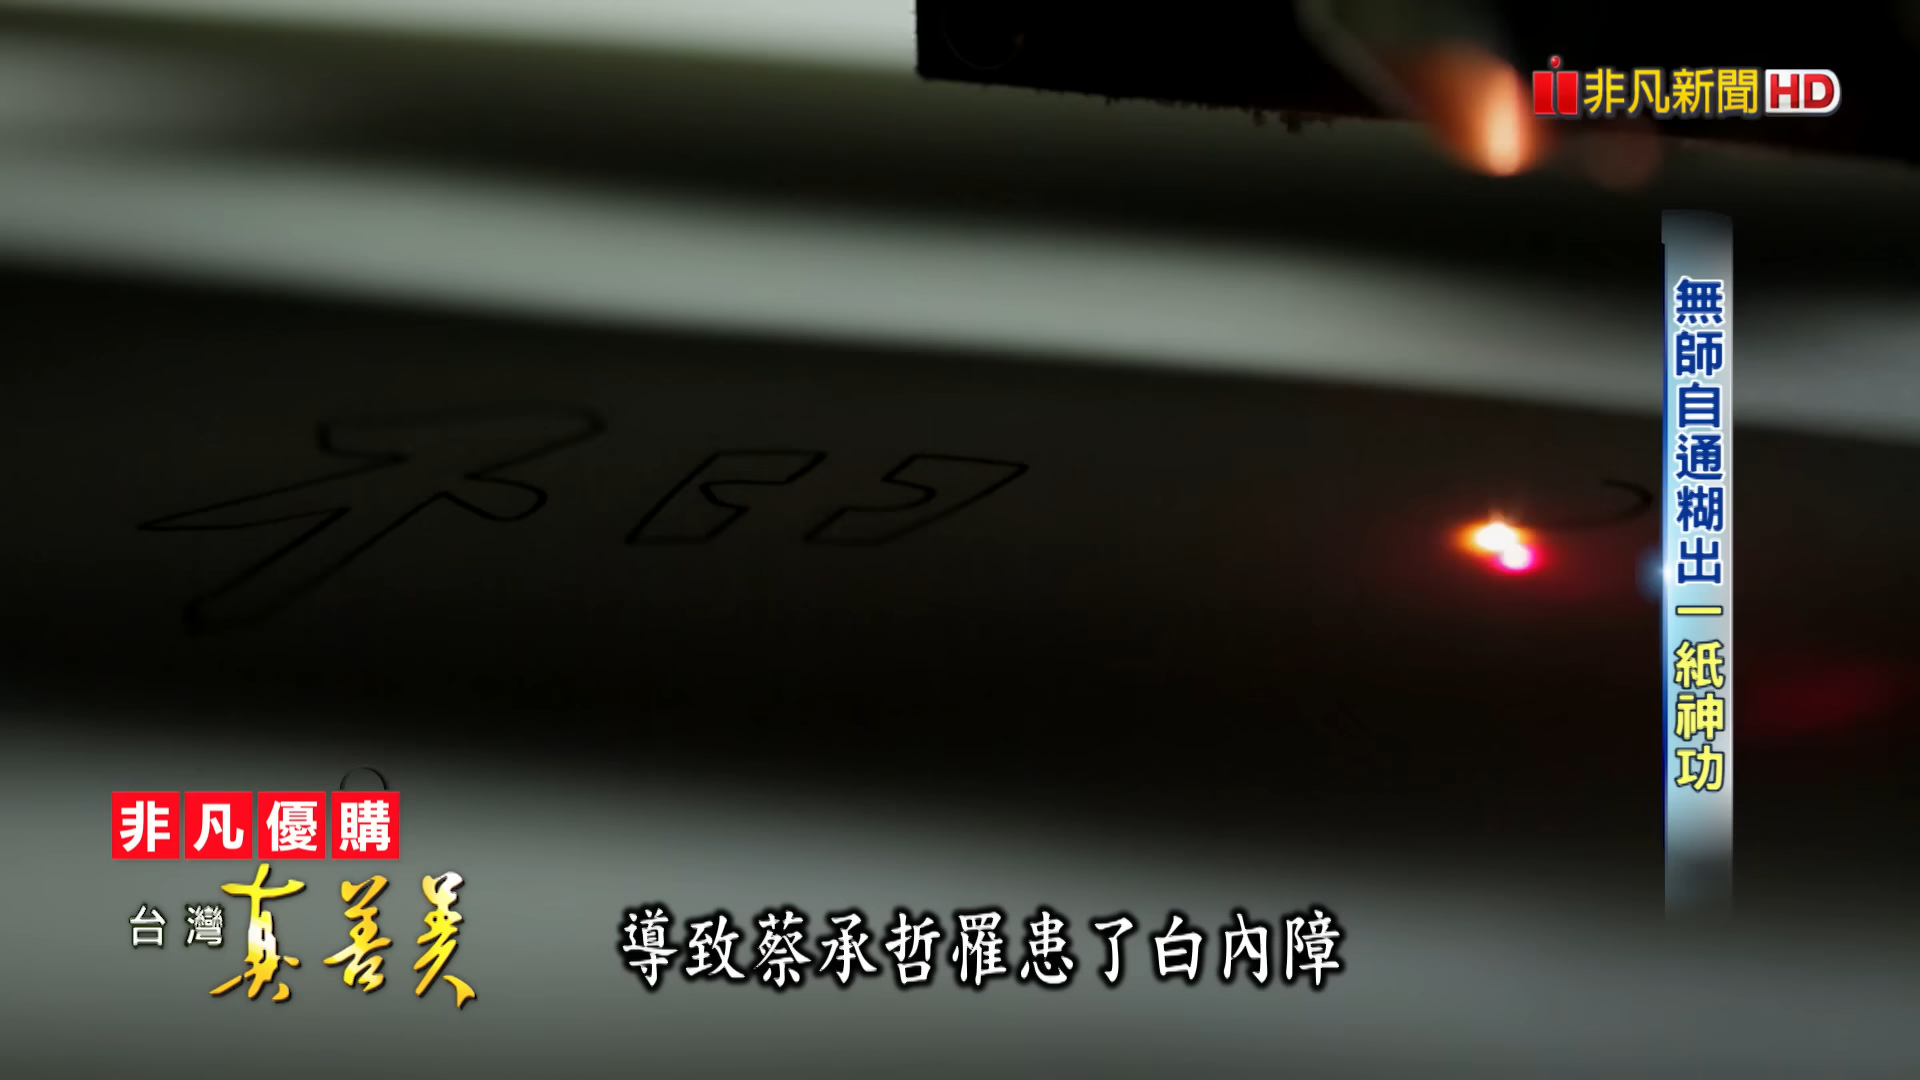 非凡新聞HD
無師自通糊出一紙神功
非凡優購
台灣真善美
導致蔡承哲罹患了白內障